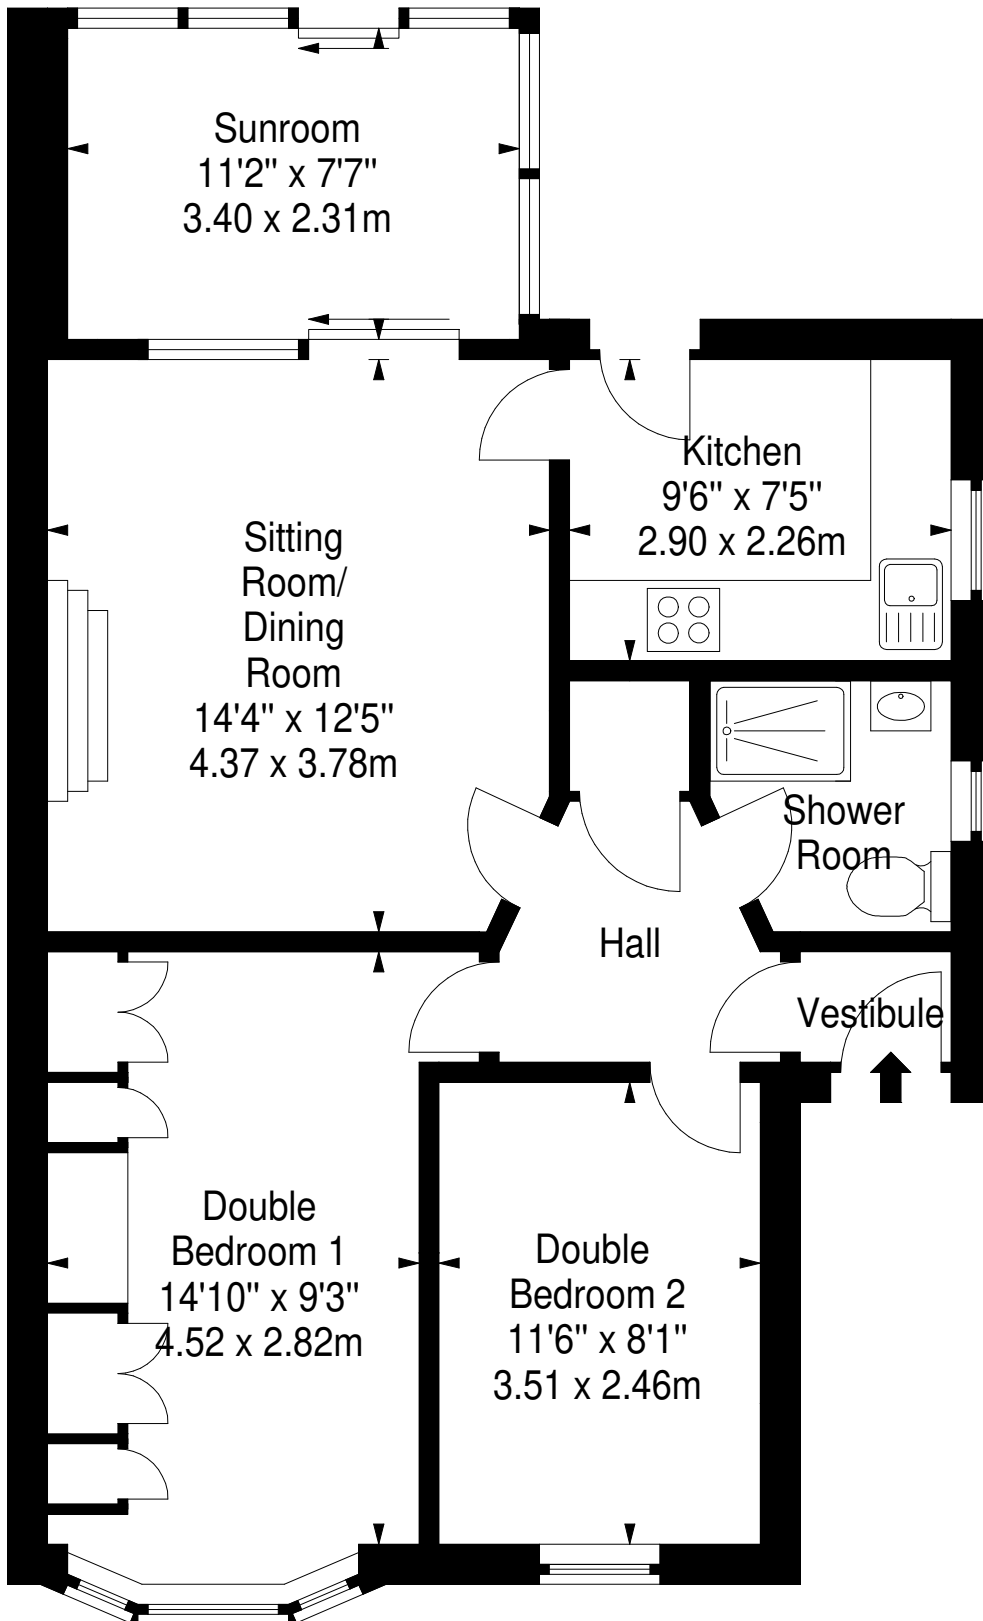 Sunroom
11'2" x 7'7"
3.40 x 2.31m
Kitchen
9'6" x 7'5"
2.90 x 2.26m
Sitting
Room/
Dining
Room
14'4" x 12'5"
4.37 x 3.78m
Shower
Room
Hall
Vestibule
Double
Bedroom 1
14'10" x 9'3"
4.52 x 2.82m
Double
Bedroom 2
11'6" x 8'1"
3.51 x 2.46m